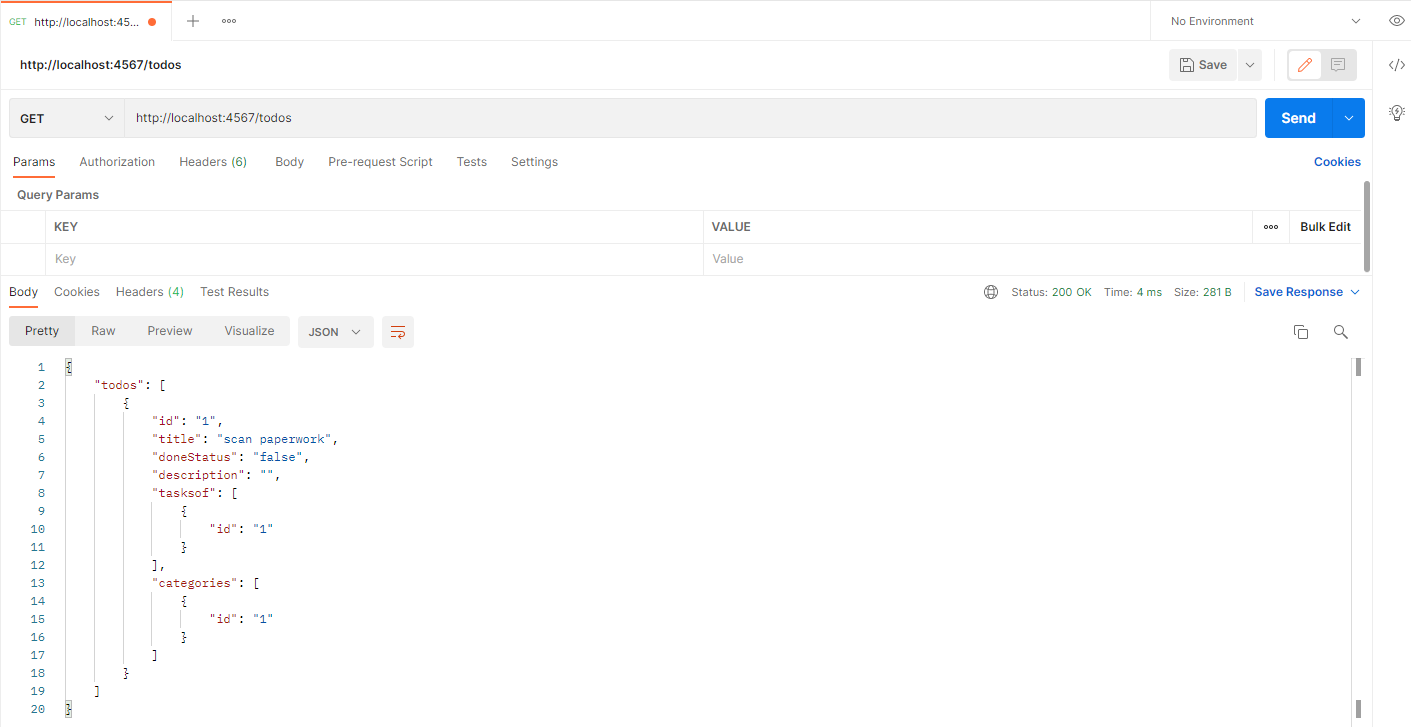 GET http://localhost:45...
No Environment
http://localhost:4567/todos
Save
GET http://localhost:4567/todos Send
Params Authorization Headers (6) Body Pre-request Script Tests Settings Cookies
Query Params
KEY VALUE Bulk Edit
Key Value
Body Cookies Headers (4) Test Results Status: 200 OK Time: 4 ms Size: 281 B Save Response
Pretty Raw Preview Visualize JSON
1 {
2 "todos": [
3 {
4 "id": "1",
5 "title": "scan paperwork",
6 "doneStatus": "false",
7 "description": "",
8 "tasksof": [
9 {
10 "id": "1"
11 }
12 ],
13 "categories": [
14 {
15 "id": "1"
16 }
17 ]
18 }
19 ]
20 }